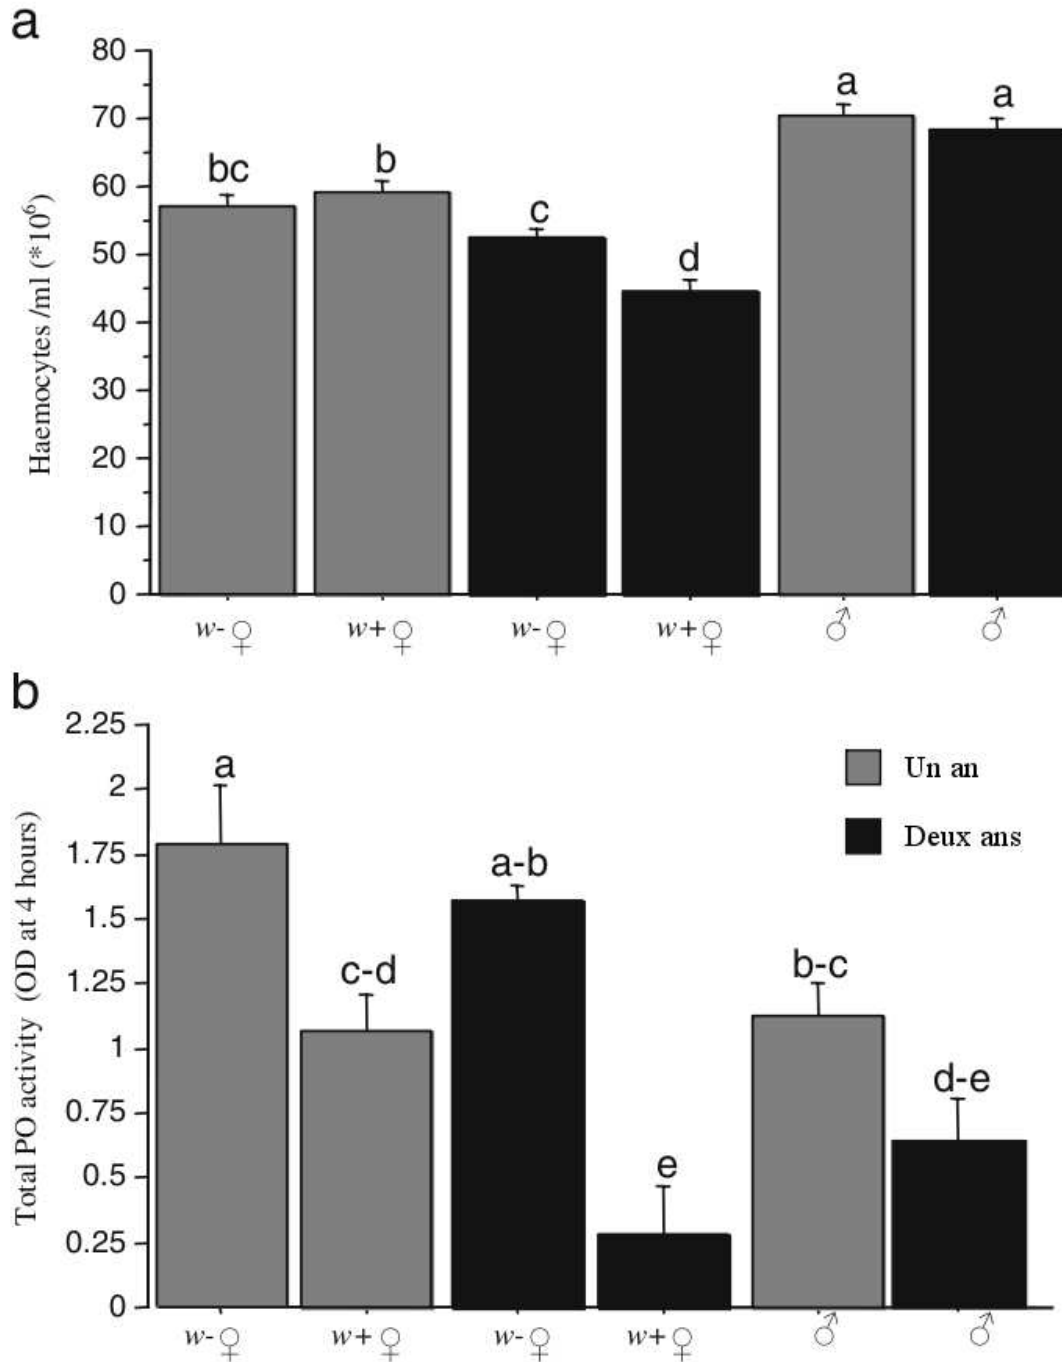 a
80
70
60
50
40
30
20
10
0
Haemocytes /ml (*10⁶)
bc
b
c
d
a
a
w-♀
w+♀
w-♀
w+♀
♂
♂
b
2.25
2
1.75
1.5
1.25
1
0.75
0.5
0.25
0
Total PO activity (OD at 4 hours)
a
c-d
a-b
e
b-c
d-e
Un an
Deux ans
w-♀
w+♀
w-♀
w+♀
♂
♂